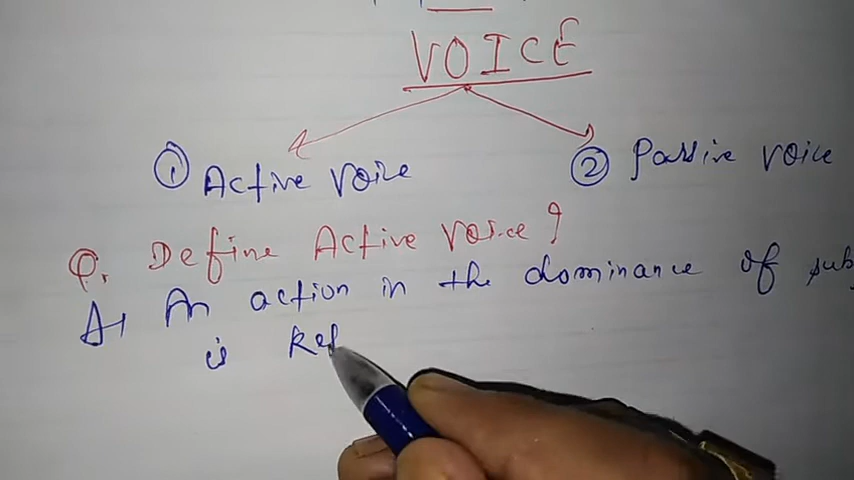 VOICE
① Active Voice ② Passive Voice
Q. Define Active Voice?
A+ An action in the dominance of sub
is Ref